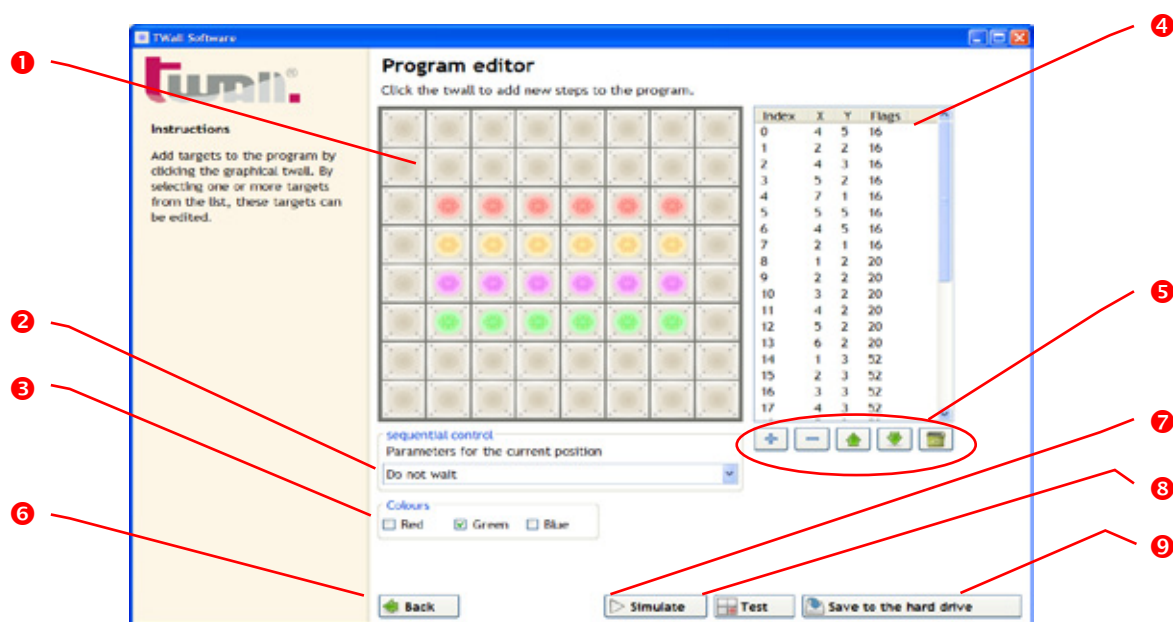 TWall Software
twall®
Instructions
Add targets to the program by
clicking the graphical twall. By
selecting one or more targets
from the list, these targets can
be edited.
Program editor
Click the twall to add new steps to the program.
Index X Y Flags
0 4 5 16
1 2 2 16
2 4 3 16
3 5 2 16
4 7 1 16
5 5 5 16
6 4 5 16
7 2 1 16
8 1 2 20
9 2 2 20
10 3 2 20
11 4 2 20
12 5 2 20
13 6 2 20
14 1 3 52
15 2 3 52
16 3 3 52
17 4 3 52
sequential control
Parameters for the current position
Do not wait
Colours
Red Green Blue
Back
Simulate
Test
Save to the hard drive
1
2
3
6
4
5
7
8
9